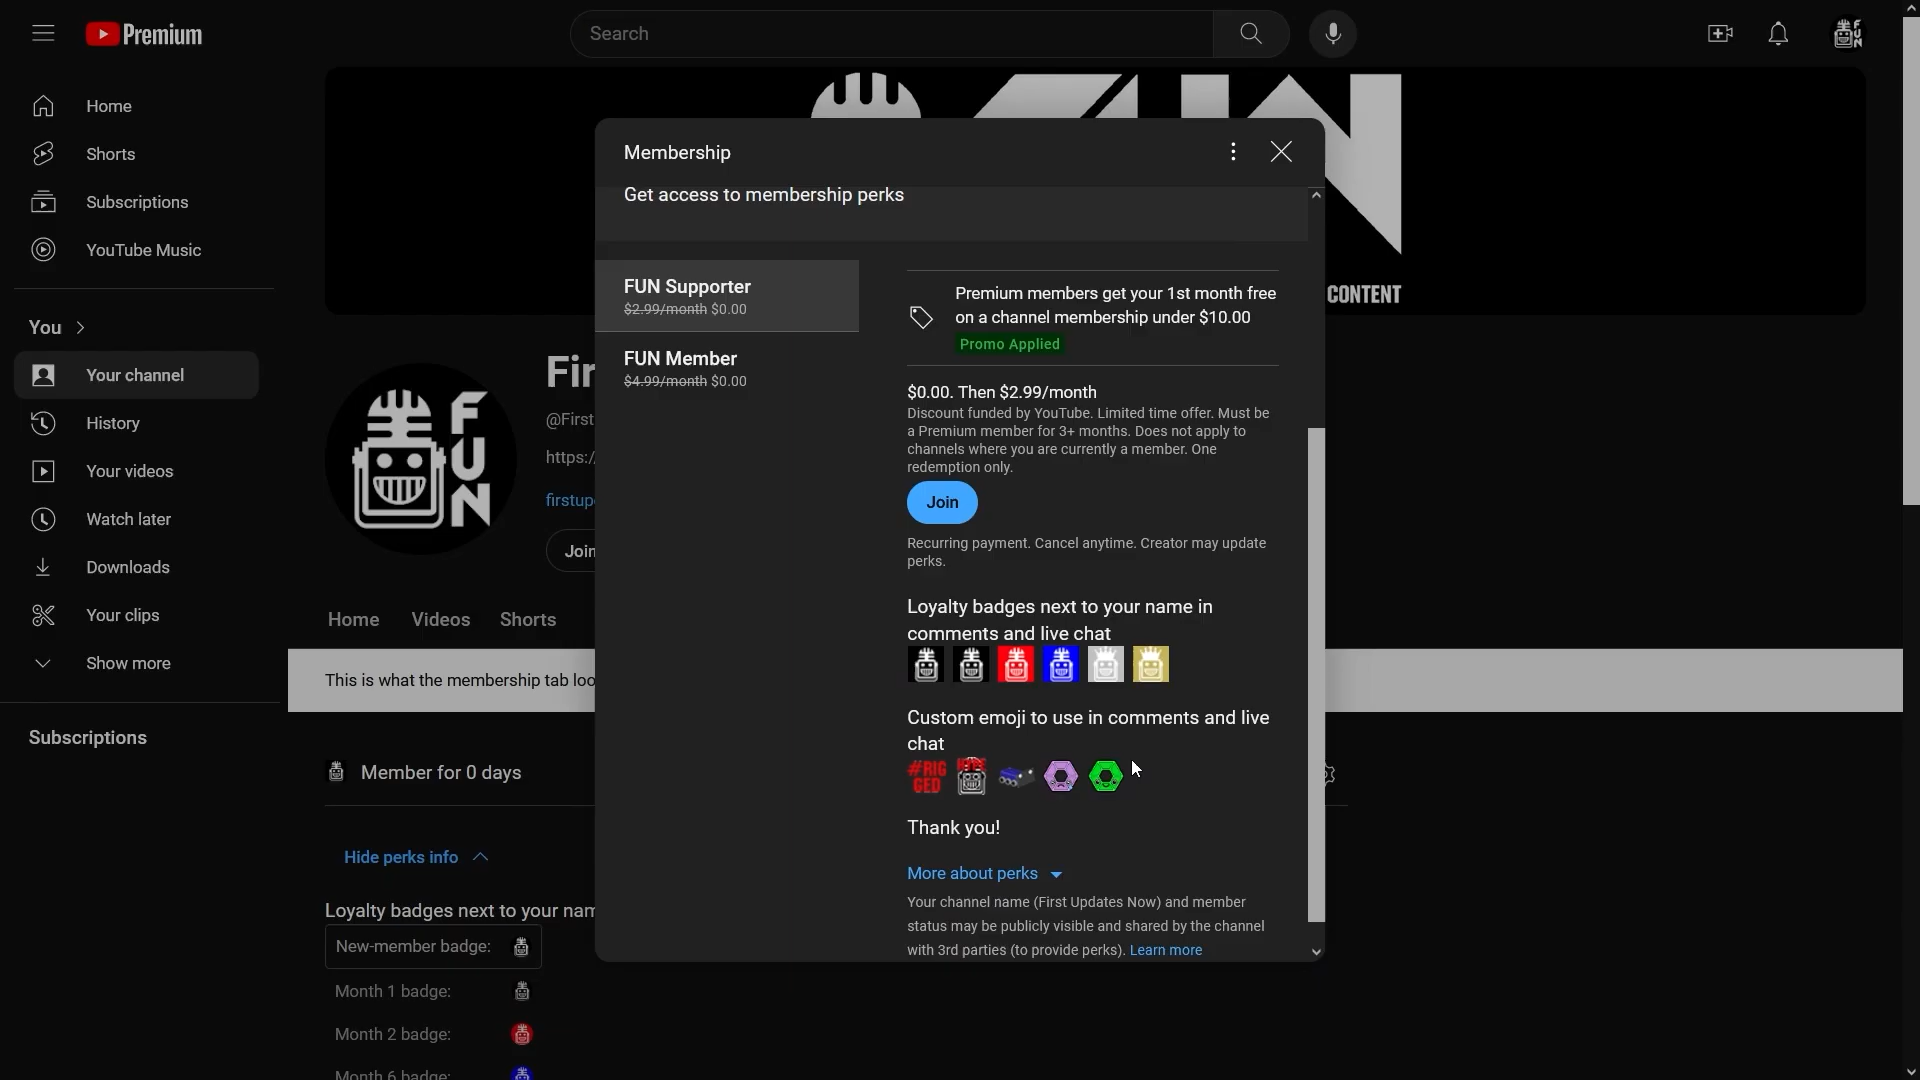 Premium
Search
Home
Shorts
Subscriptions
YouTube Music
You
Your channel
History
Your videos
Watch later
Downloads
Your clips
Show more
Subscriptions
CONTENT
FUN
Fir
@First
https:/
firstup
Join
Home Videos Shorts
This is what the membership tab loo
Member for 0 days
Hide perks info
Loyalty badges next to your nam
New-member badge:
Month 1 badge:
Month 2 badge:
Month 6 badge:
Membership
Get access to membership perks
FUN Supporter
$2.99/month $0.00
FUN Member
$4.99/month $0.00
Premium members get your 1st month free
on a channel membership under $10.00
Promo Applied
$0.00. Then $2.99/month
Discount funded by YouTube. Limited time offer. Must be
a Premium member for 3+ months. Does not apply to
channels where you are currently a member. One
redemption only.
Join
Recurring payment. Cancel anytime. Creator may update
perks.
Loyalty badges next to your name in
comments and live chat
Custom emoji to use in comments and live
chat
#RIG
GED
HYPE
Thank you!
More about perks
Your channel name (First Updates Now) and member
status may be publicly visible and shared by the channel
with 3rd parties (to provide perks). Learn more